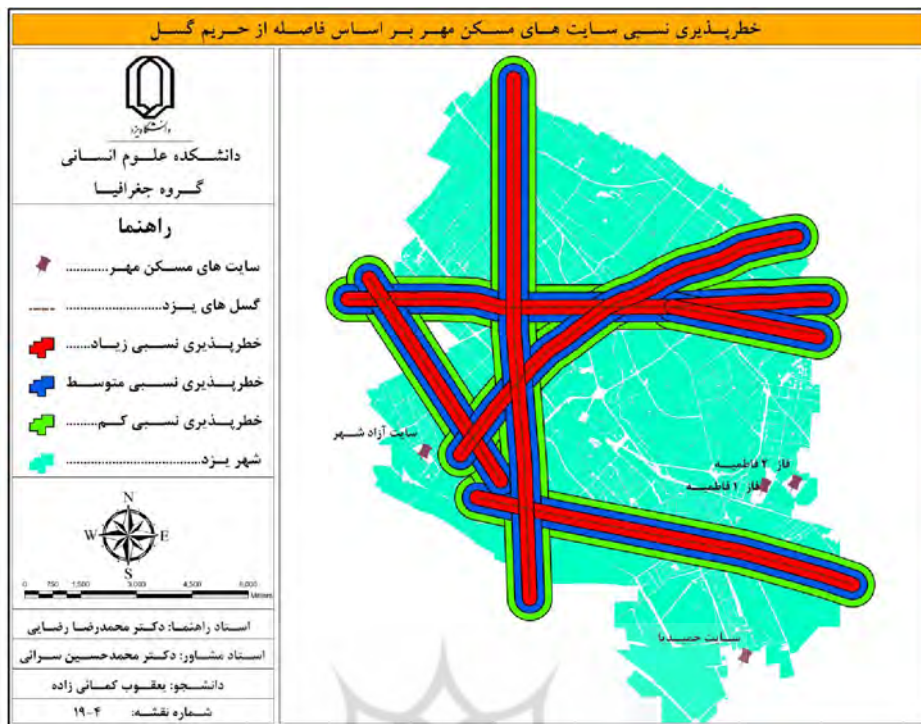 خطرپذیری نسبی سایت های مسکن مهر بر اساس فاصله از حریم گسل
دانشگاه یزد
دانشکده علوم انسانی
گروه جغرافیا
راهنما
سایت های مسکن مهر...........
گسل های یزد......................
خطرپذیری نسبی زیاد......
خطرپذیری نسبی متوسط
خطرپذیری نسبی کم.......
شهر یزد................................
N
W E
S
0 750 1,500 3,000 4,500 6,000
Meters
استاد راهنما: دکتر محمدرضا رضایی
استاد مشاور: دکتر محمدحسین سرائی
دانشجو: یعقوب کمائی زاده
شماره نقشه: ۴-۱۹
سایت آزاد شهر
فاز ۲ فاطمیه
فاز ۱ فاطمیه
سایت حمیدیا